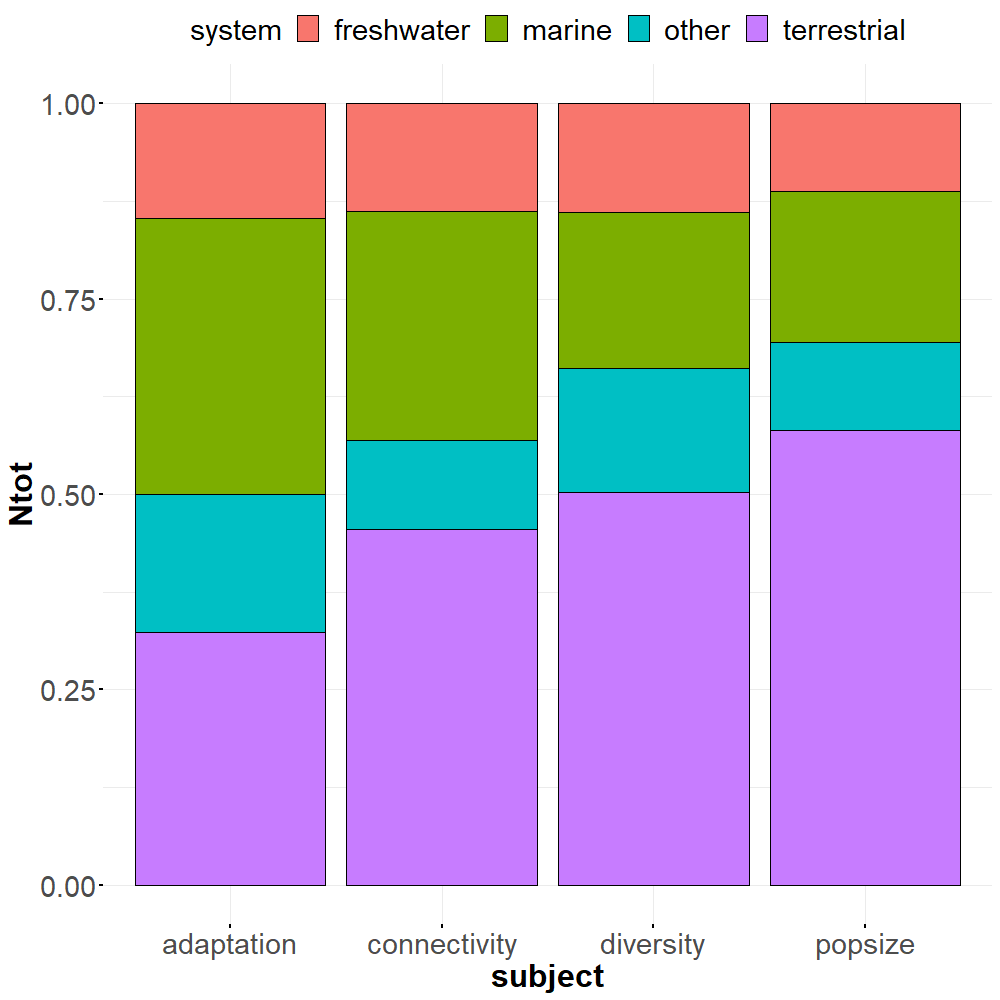 system freshwater marine other terrestrial
1.00
0.75
0.50
0.25
0.00
Ntot
adaptation connectivity diversity popsize
subject